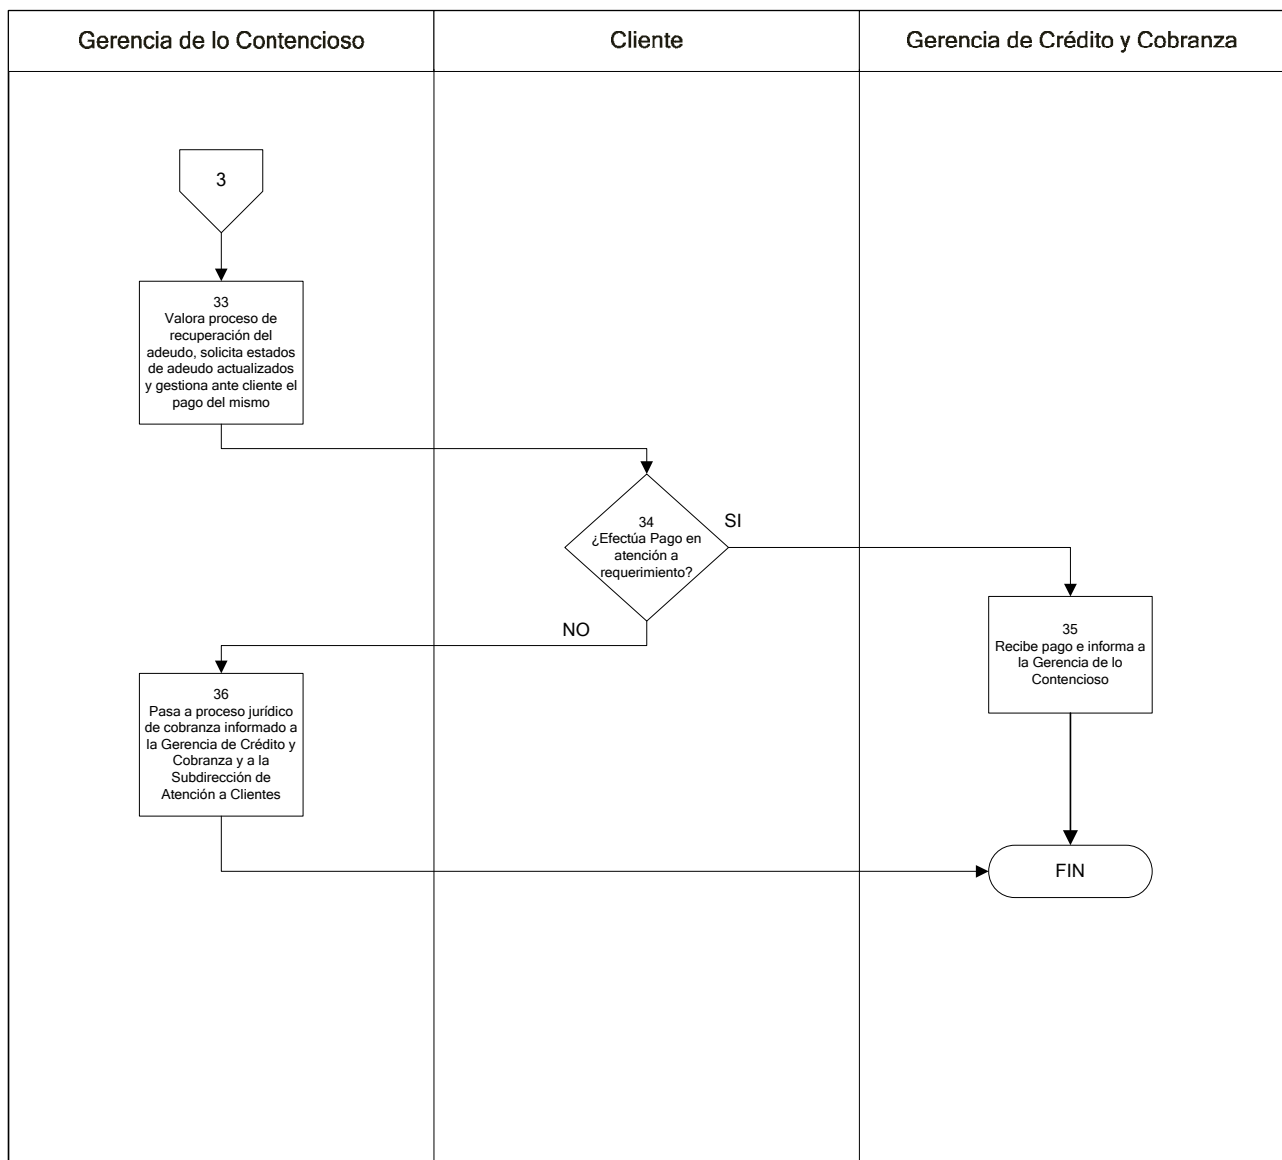 Gerencia de lo Contencioso
Cliente
Gerencia de Crédito y Cobranza
3
33
Valora proceso de
recuperación del
adeudo, solicita estados
de adeudo actualizados
y gestiona ante cliente el
pago del mismo
34
¿Efectúa Pago en
atención a
requerimiento?
SI
NO
35
Recibe pago e informa a
la Gerencia de lo
Contencioso
36
Pasa a proceso jurídico
de cobranza informado a
la Gerencia de Crédito y
Cobranza y a la
Subdirección de
Atención a Clientes
FIN